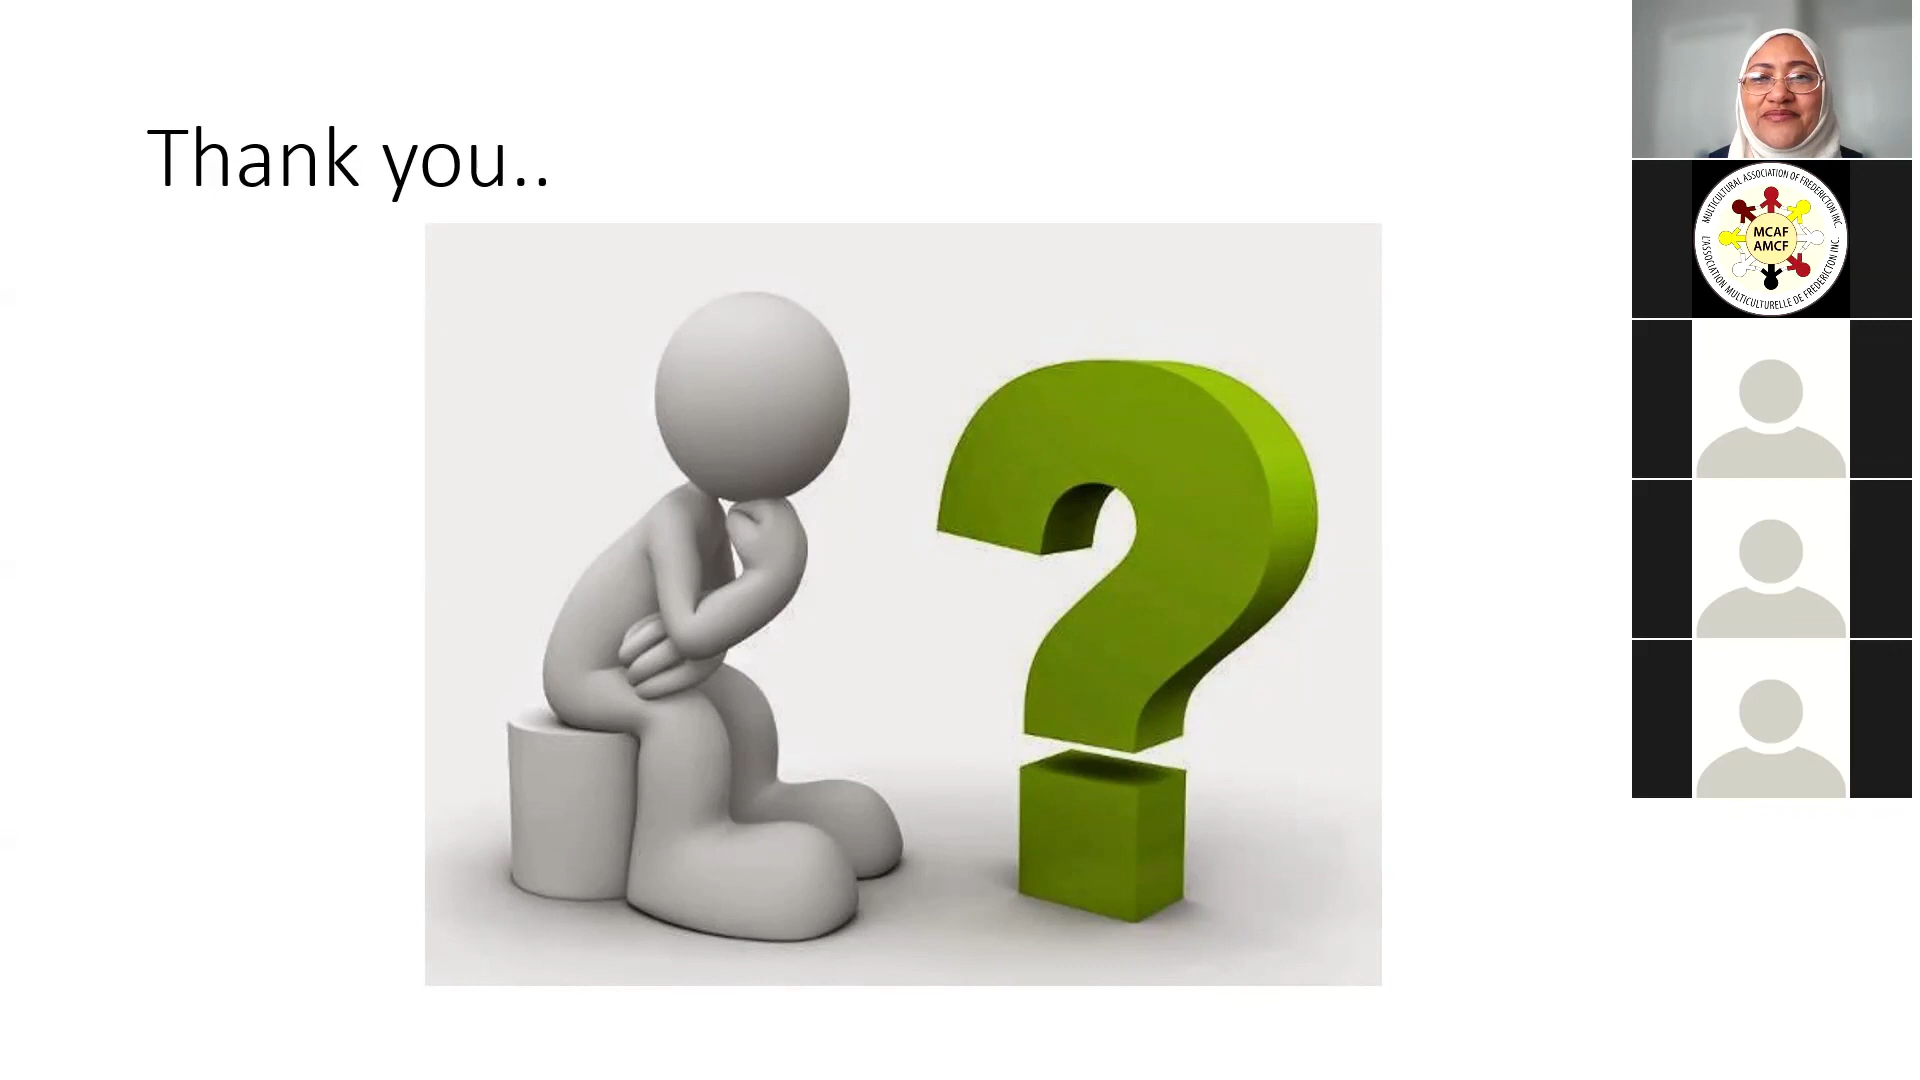 Thank you..
MULTICULTURAL ASSOCIATION OF FREDERICTON INC.
MCAF
AMCF
L'ASSOCIATION MULTICULTURELLE DE FREDERICTON INC.